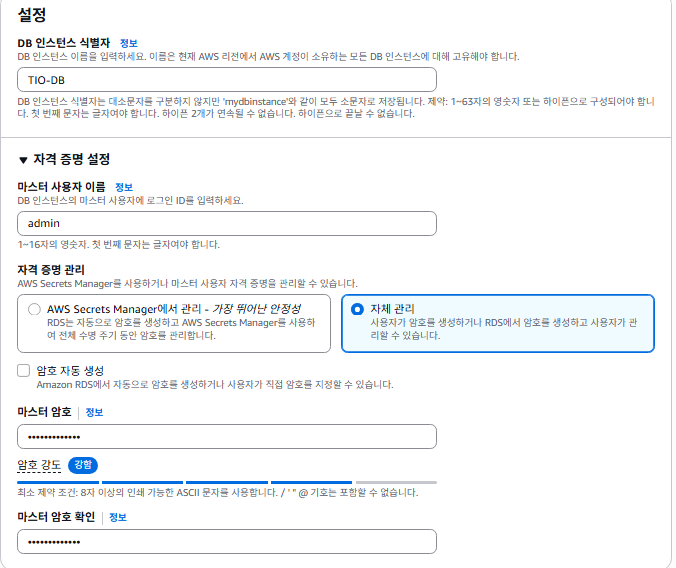 설정
DB 인스턴스 식별자 정보
DB 인스턴스 이름을 입력하세요. 이름은 현재 AWS 리전에서 AWS 계정이 소유하는 모든 DB 인스턴스에 대해 고유해야 합니다.
TIO-DB
DB 인스턴스 식별자는 대소문자를 구분하지 않지만 'mydbinstance'와 같이 모두 소문자로 저장됩니다. 제약: 1~63자의 영숫자 또는 하이픈으로 구성되어야 합니
다. 첫 번째 문자는 글자여야 합니다. 하이픈 2개가 연속될 수 없습니다. 하이픈으로 끝날 수 없습니다.
▼ 자격 증명 설정
마스터 사용자 이름 정보
DB 인스턴스의 마스터 사용자에 로그인 ID를 입력하세요.
admin
1~16자의 영숫자. 첫 번째 문자는 글자여야 합니다.
자격 증명 관리
AWS Secrets Manager를 사용하거나 마스터 사용자 자격 증명을 관리할 수 있습니다.
AWS Secrets Manager에서 관리 - 가장 뛰어난 안정성
RDS는 자동으로 암호를 생성하고 AWS Secrets Manager를 사용하
여 전체 수명 주기 동안 암호를 관리합니다.
자체 관리
사용자가 암호를 생성하거나 RDS에서 암호를 생성하고 사용자가 관
리할 수 있습니다.
암호 자동 생성
Amazon RDS에서 자동으로 암호를 생성하거나 사용자가 직접 암호를 지정할 수 있습니다.
마스터 암호 | 정보
•••••••••••••
암호 강도 강함
최소 제약 조건: 8자 이상의 인쇄 가능한 ASCII 문자를 사용합니다. / ' " @ 기호는 포함할 수 없습니다.
마스터 암호 확인 | 정보
•••••••••••••